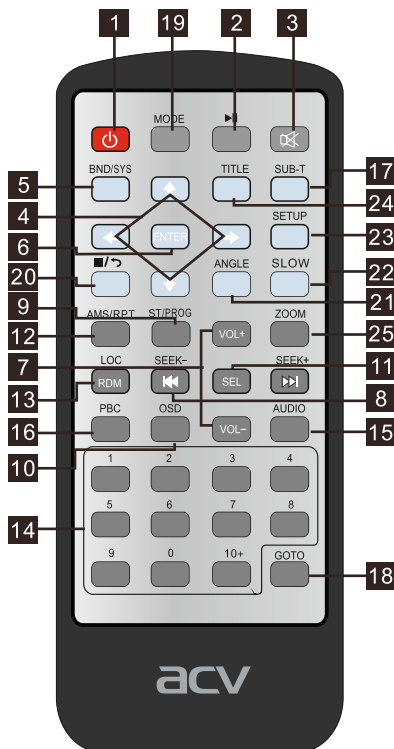 1 19 2 3
MODE
5 BND/SYS TITLE SUB-T 17
24
4 SETUP
6 ENTER 23
20 ANGLE SLOW 22
9 21
AMS/RPT ST/PROG ZOOM
12 VOL+ 25
7 LOC SEEK- SEEK+ 11
13 RDM SEL 8
PBC OSD AUDIO
16 VOL- 15
10
1 2 3 4
14 5 6 7 8
9 0 10+ GOTO
18
acv